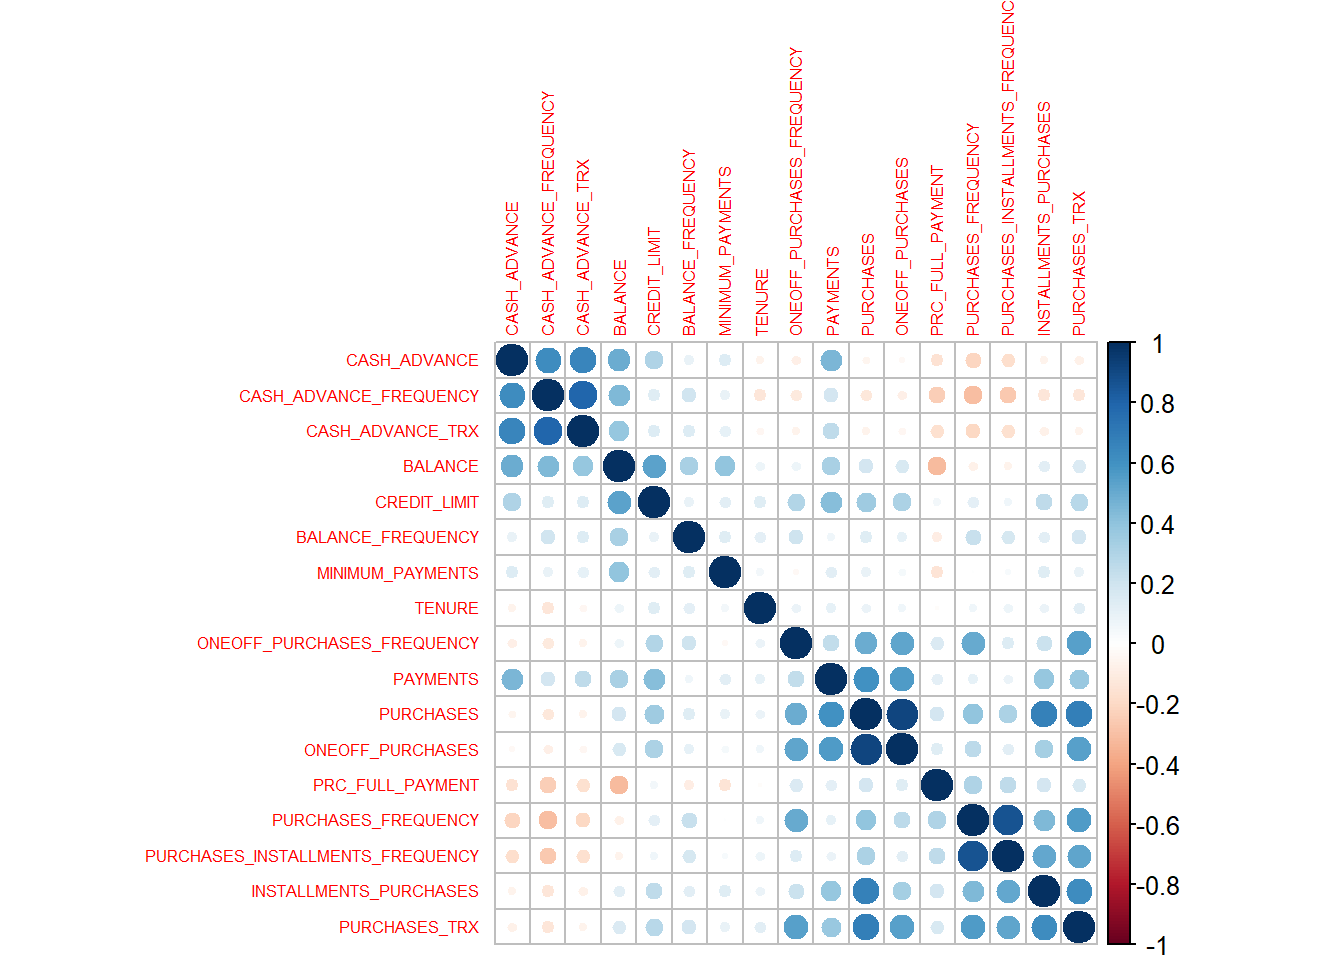 CASH_ADVANCE
CASH_ADVANCE_FREQUENCY
CASH_ADVANCE_TRX
BALANCE
CREDIT_LIMIT
BALANCE_FREQUENCY
MINIMUM_PAYMENTS
TENURE
ONEOFF_PURCHASES_FREQUENCY
PAYMENTS
PURCHASES
ONEOFF_PURCHASES
PRC_FULL_PAYMENT
PURCHASES_FREQUENCY
PURCHASES_INSTALLMENTS_FREQUENC
INSTALLMENTS_PURCHASES
PURCHASES_TRX
CASH_ADVANCE
CASH_ADVANCE_FREQUENCY
CASH_ADVANCE_TRX
BALANCE
CREDIT_LIMIT
BALANCE_FREQUENCY
MINIMUM_PAYMENTS
TENURE
ONEOFF_PURCHASES_FREQUENCY
PAYMENTS
PURCHASES
ONEOFF_PURCHASES
PRC_FULL_PAYMENT
PURCHASES_FREQUENCY
PURCHASES_INSTALLMENTS_FREQUENCY
INSTALLMENTS_PURCHASES
PURCHASES_TRX
1
0.8
0.6
0.4
0.2
0
-0.2
-0.4
-0.6
-0.8
-1